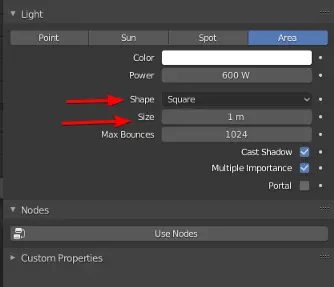 Light
Point Sun Spot Area
Color
Power 600 W
Shape Square
Size 1 m
Max Bounces 1024
Cast Shadow
Multiple Importance
Portal
Nodes
Use Nodes
Custom Properties